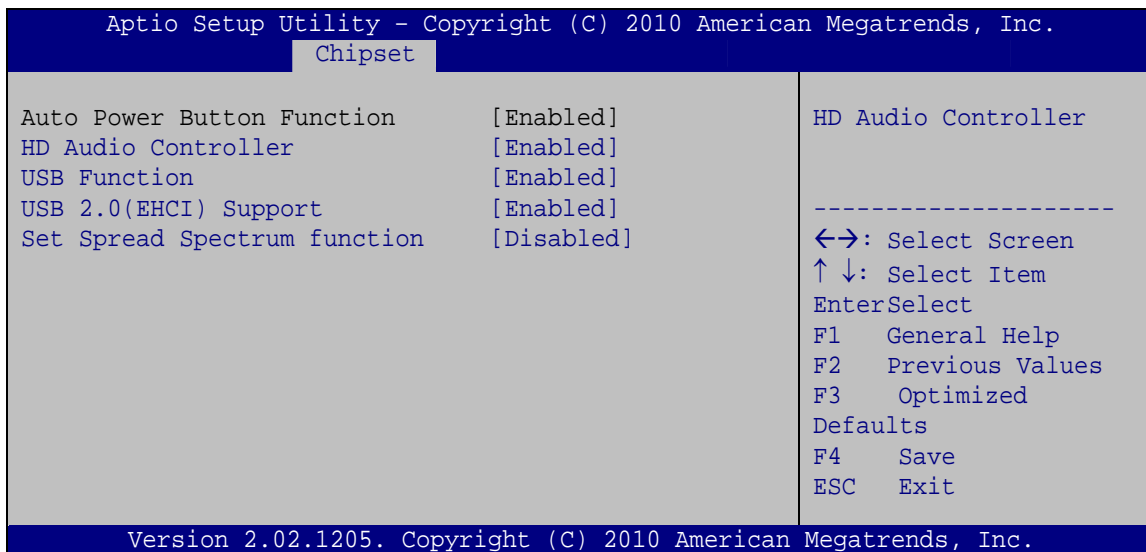 Aptio Setup Utility – Copyright (C) 2010 American Megatrends, Inc.
Chipset
Auto Power Button Function [Enabled]
HD Audio Controller [Enabled]
USB Function [Enabled]
USB 2.0(EHCI) Support [Enabled]
Set Spread Spectrum function [Disabled]
HD Audio Controller
---------------------
←→: Select Screen
↑ ↓: Select Item
EnterSelect
F1 General Help
F2 Previous Values
F3 Optimized
Defaults
F4 Save
ESC Exit
Version 2.02.1205. Copyright (C) 2010 American Megatrends, Inc.